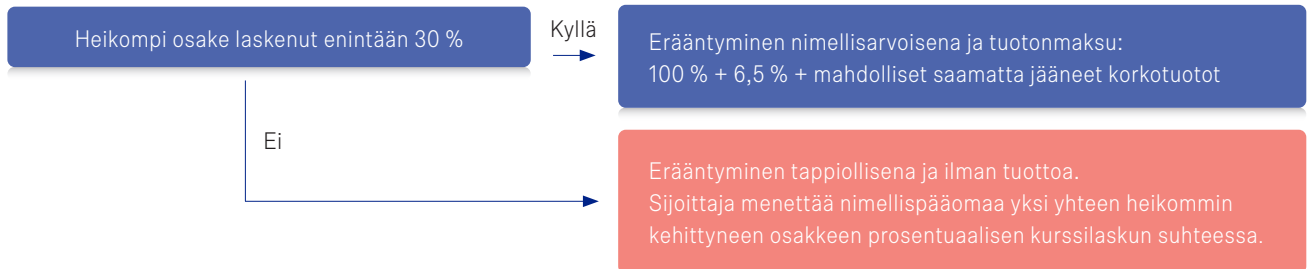 Heikompi osake laskenut enintään 30 %
Kyllä
Erääntyminen nimellisarvoisena ja tuotonmaksu:
100 % + 6,5 % + mahdolliset saamatta jääneet korkotuotot
Ei
Erääntyminen tappiollisena ja ilman tuottoa.
Sijoittaja menettää nimellispääomaa yksi yhteen heikommin
kehittyneen osakkeen prosentuaalisen kurssilaskun suhteessa.